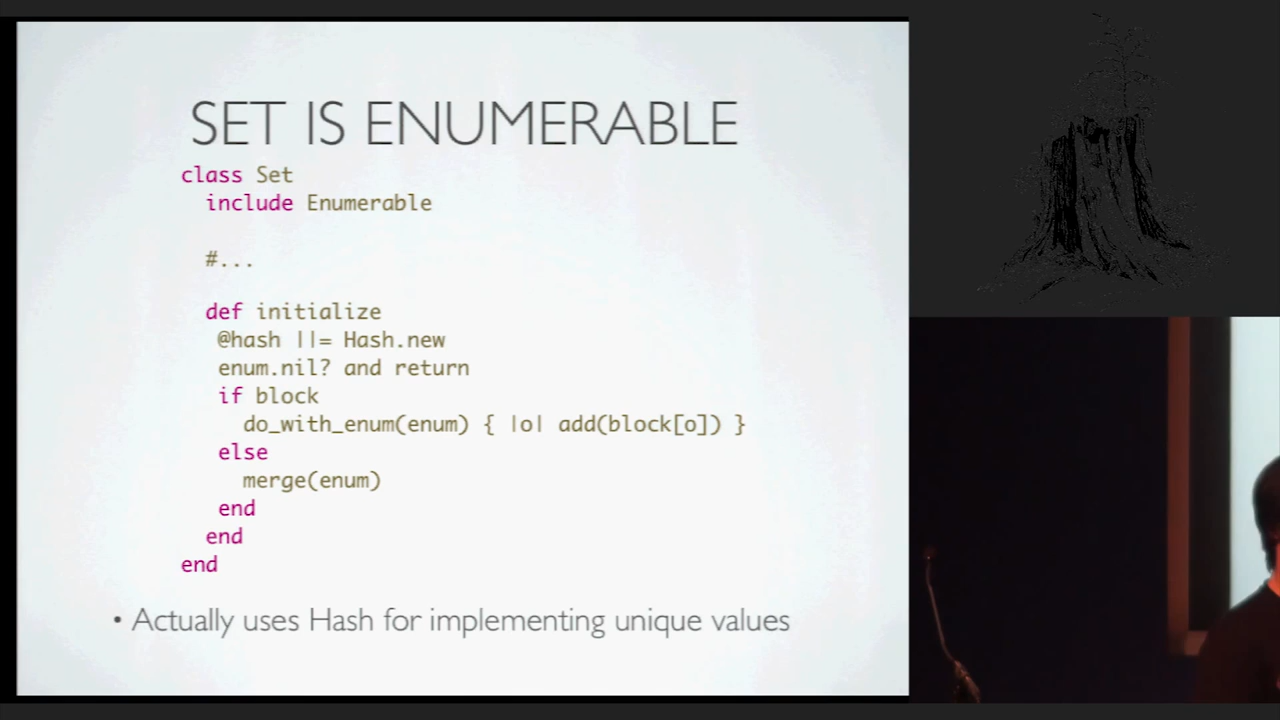 SET IS ENUMERABLE
class Set
include Enumerable
#...
def initialize
@hash ||= Hash.new
enum.nil? and return
if block
do_with_enum(enum) { |o| add(block[o]) }
else
merge(enum)
end
end
end
• Actually uses Hash for implementing unique values